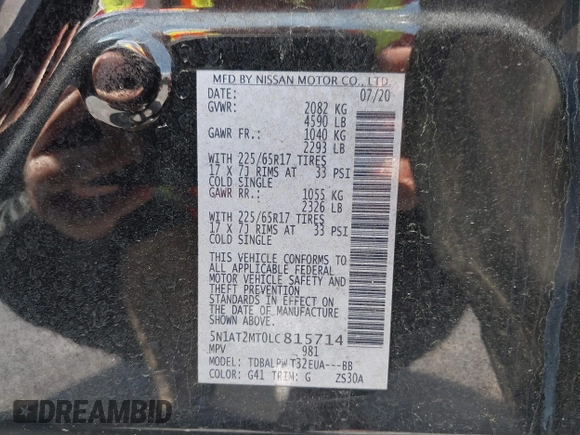 MFD BY NISSAN MOTOR CO., LTD.
DATE: 07/20
GVWR: 2082 KG
4590 LB
GAWR FR.: 1040 KG
2293 LB
WITH 225/65R17 TIRES
17 X 7J RIMS AT 33 PSI
COLD SINGLE
GAWR RR.: 1055 KG
2326 LB
WITH 225/65R17 TIRES
17 X 7J RIMS AT 33 PSI
COLD SINGLE
THIS VEHICLE CONFORMS TO
ALL APPLICABLE FEDERAL
MOTOR VEHICLE SAFETY AND
THEFT PREVENTION
STANDARDS IN EFFECT ON
THE DATE OF MANUFACTURE
SHOWN ABOVE.
5N1AT2MT0LC815714
MPV 981
MODEL: TDBALPW T32EUA---BB
COLOR: G41 TRIM: G ZS30A
DREAMBID